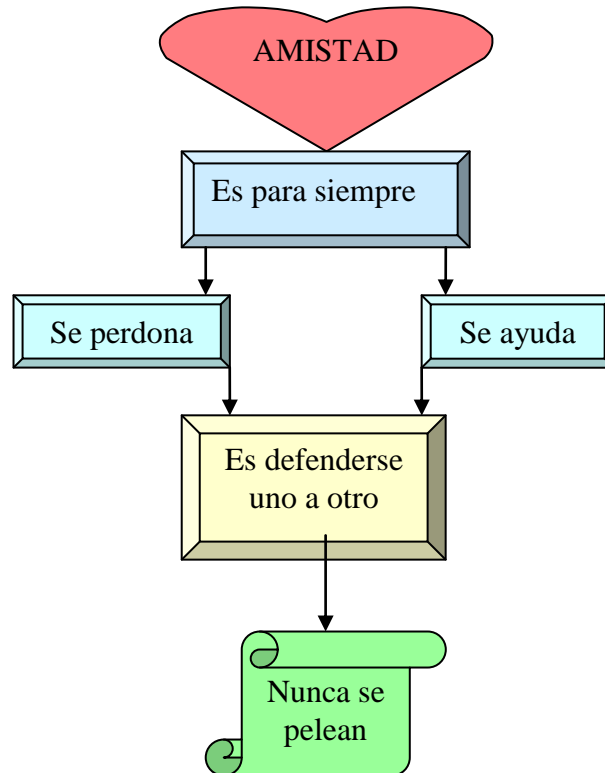 AMISTAD
Es para siempre
Se perdona
Se ayuda
Es defenderse
uno a otro
Nunca se
pelean